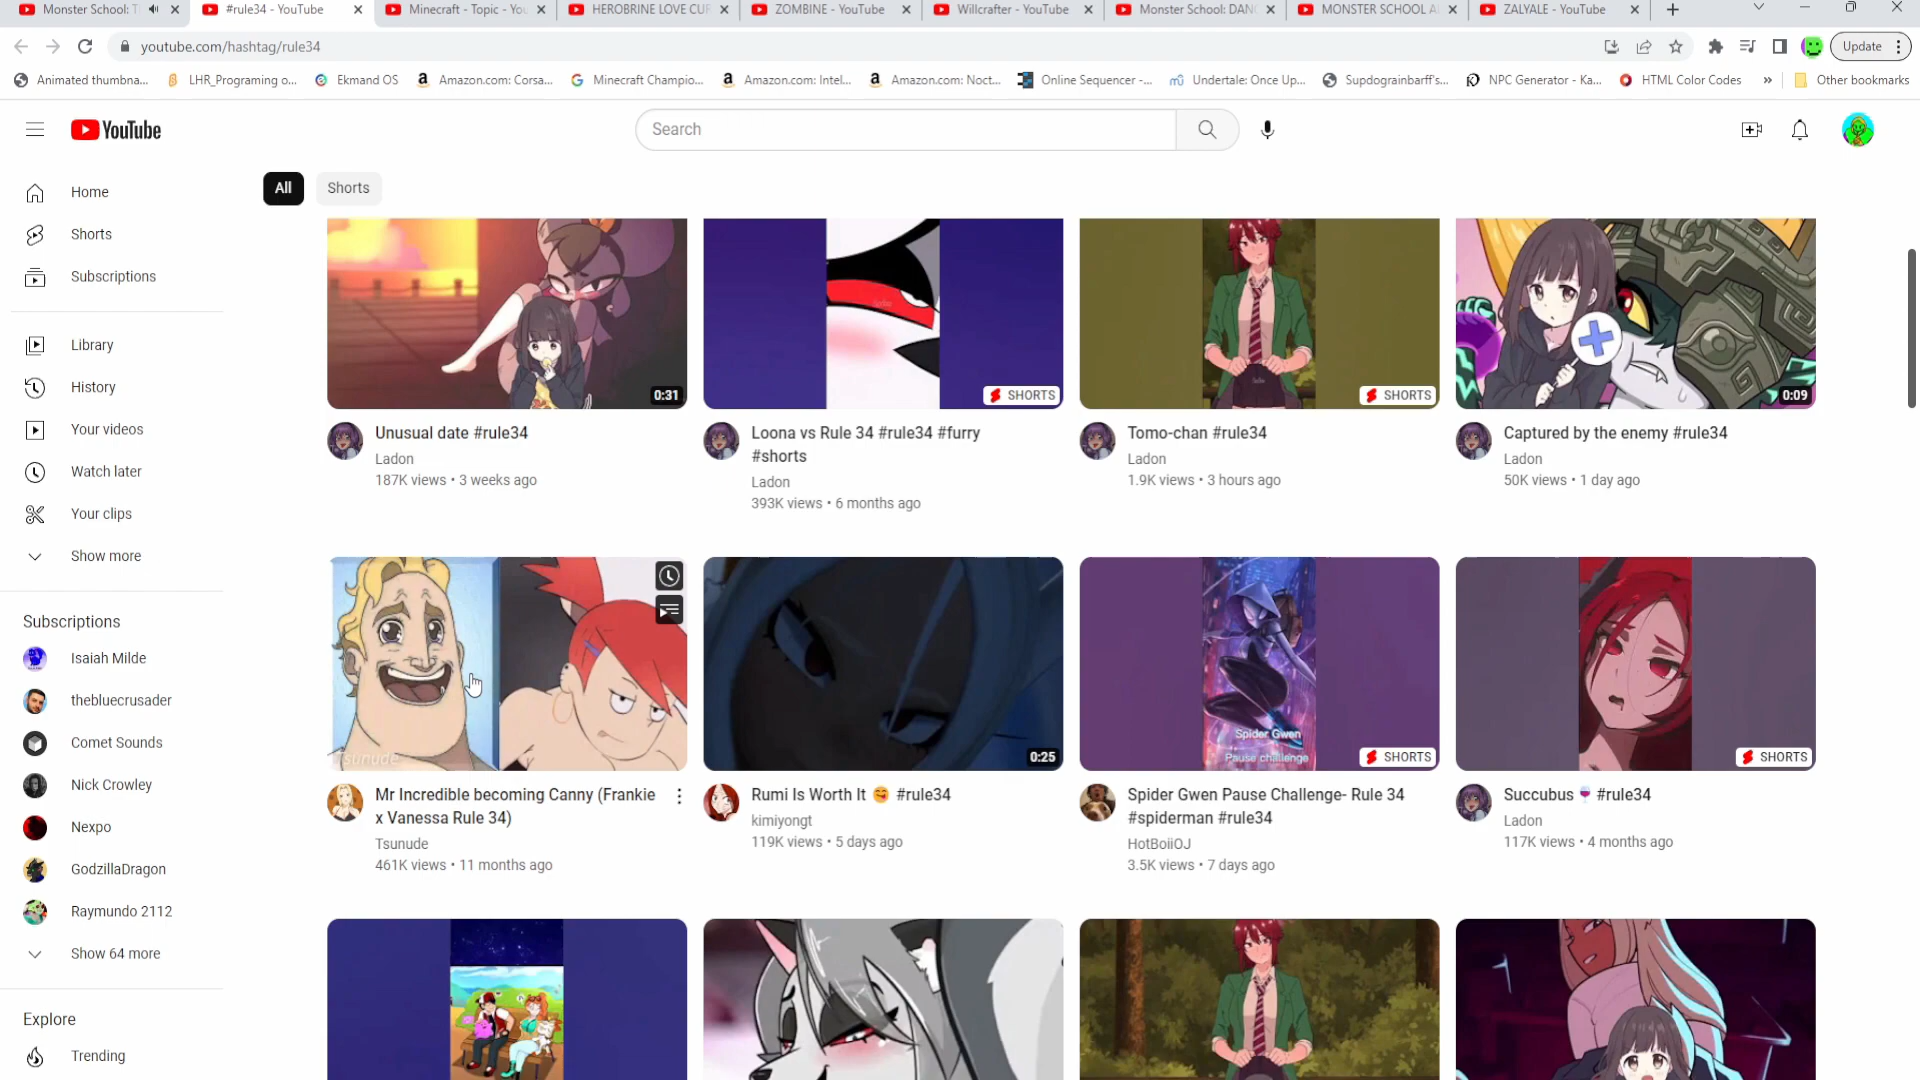 Monster School: T
#rule34 - YouTube
Minecraft - Topic - You
HEROBRINE LOVE CUR
ZOMBINE - YouTube
Willcrafter - YouTube
Monster School: DANC
MONSTER SCHOOL A
ZALYALE - YouTube
youtube.com/hashtag/rule34
Update
Animated thumbna...
LHR_Programing o...
Ekmand OS
Amazon.com: Corsa...
Minecraft Champio...
Amazon.com: Intel...
Amazon.com: Noct...
Online Sequencer -...
Undertale: Once Up...
Supdograinbarff's...
NPC Generator - Ka...
HTML Color Codes
»
Other bookmarks
YouTube
Search
Home
Shorts
Subscriptions
Library
History
Your videos
Watch later
Your clips
Show more
Subscriptions
Isaiah Milde
thebluecrusader
Comet Sounds
Nick Crowley
Nexpo
GodzillaDragon
Raymundo 2112
Show 64 more
Explore
Trending
All
Shorts
0:31
Unusual date #rule34
Ladon
187K views • 3 weeks ago
SHORTS
Loona vs Rule 34 #rule34 #furry
#shorts
Ladon
393K views • 6 months ago
SHORTS
Tomo-chan #rule34
Ladon
1.9K views • 3 hours ago
0:09
Captured by the enemy #rule34
Ladon
50K views • 1 day ago
Tsunude
Mr Incredible becoming Canny (Frankie
x Vanessa Rule 34)
Tsunude
461K views • 11 months ago
0:25
Rumi Is Worth It 😋 #rule34
kimiyongt
119K views • 5 days ago
Spider Gwen
Pause challenge
SHORTS
Spider Gwen Pause Challenge- Rule 34
#spiderman #rule34
HotBoiiOJ
3.5K views • 7 days ago
SHORTS
Succubus🍷 #rule34
Ladon
117K views • 4 months ago